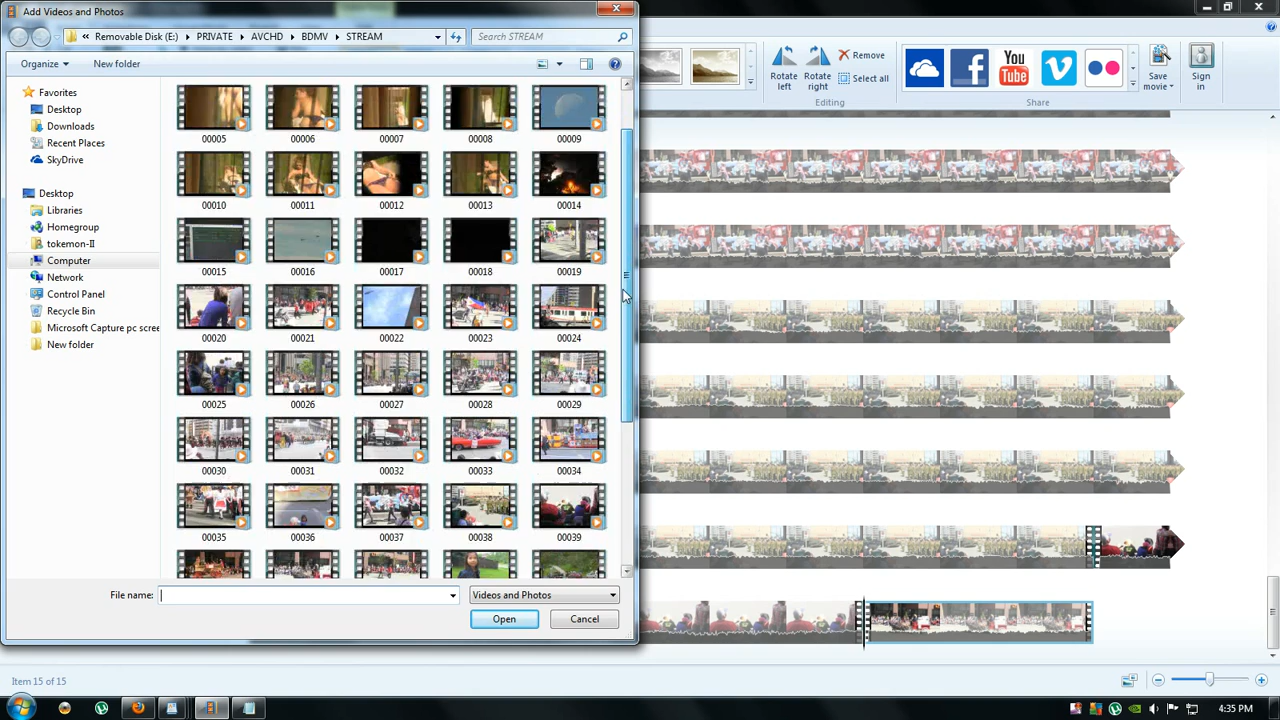 Add Videos and Photos
Removable Disk (E:) PRIVATE AVCHD BDMV STREAM
Search STREAM
Organize
New folder
Favorites
Desktop
Downloads
Recent Places
SkyDrive
Desktop
Libraries
Homegroup
tokemon-II
Computer
Network
Control Panel
Recycle Bin
Microsoft Capture pc scree
New folder
00005 00006 00007 00008 00009
00010 00011 00012 00013 00014
00015 00016 00017 00018 00019
00020 00021 00022 00023 00024
00025 00026 00027 00028 00029
00030 00031 00032 00033 00034
00035 00036 00037 00038 00039
File name:
Videos and Photos
Open
Cancel
Rotate left
Rotate right
Remove
Select all
Editing
You Tube
Share
Save movie
Sign in
Item 15 of 15
4:35 PM